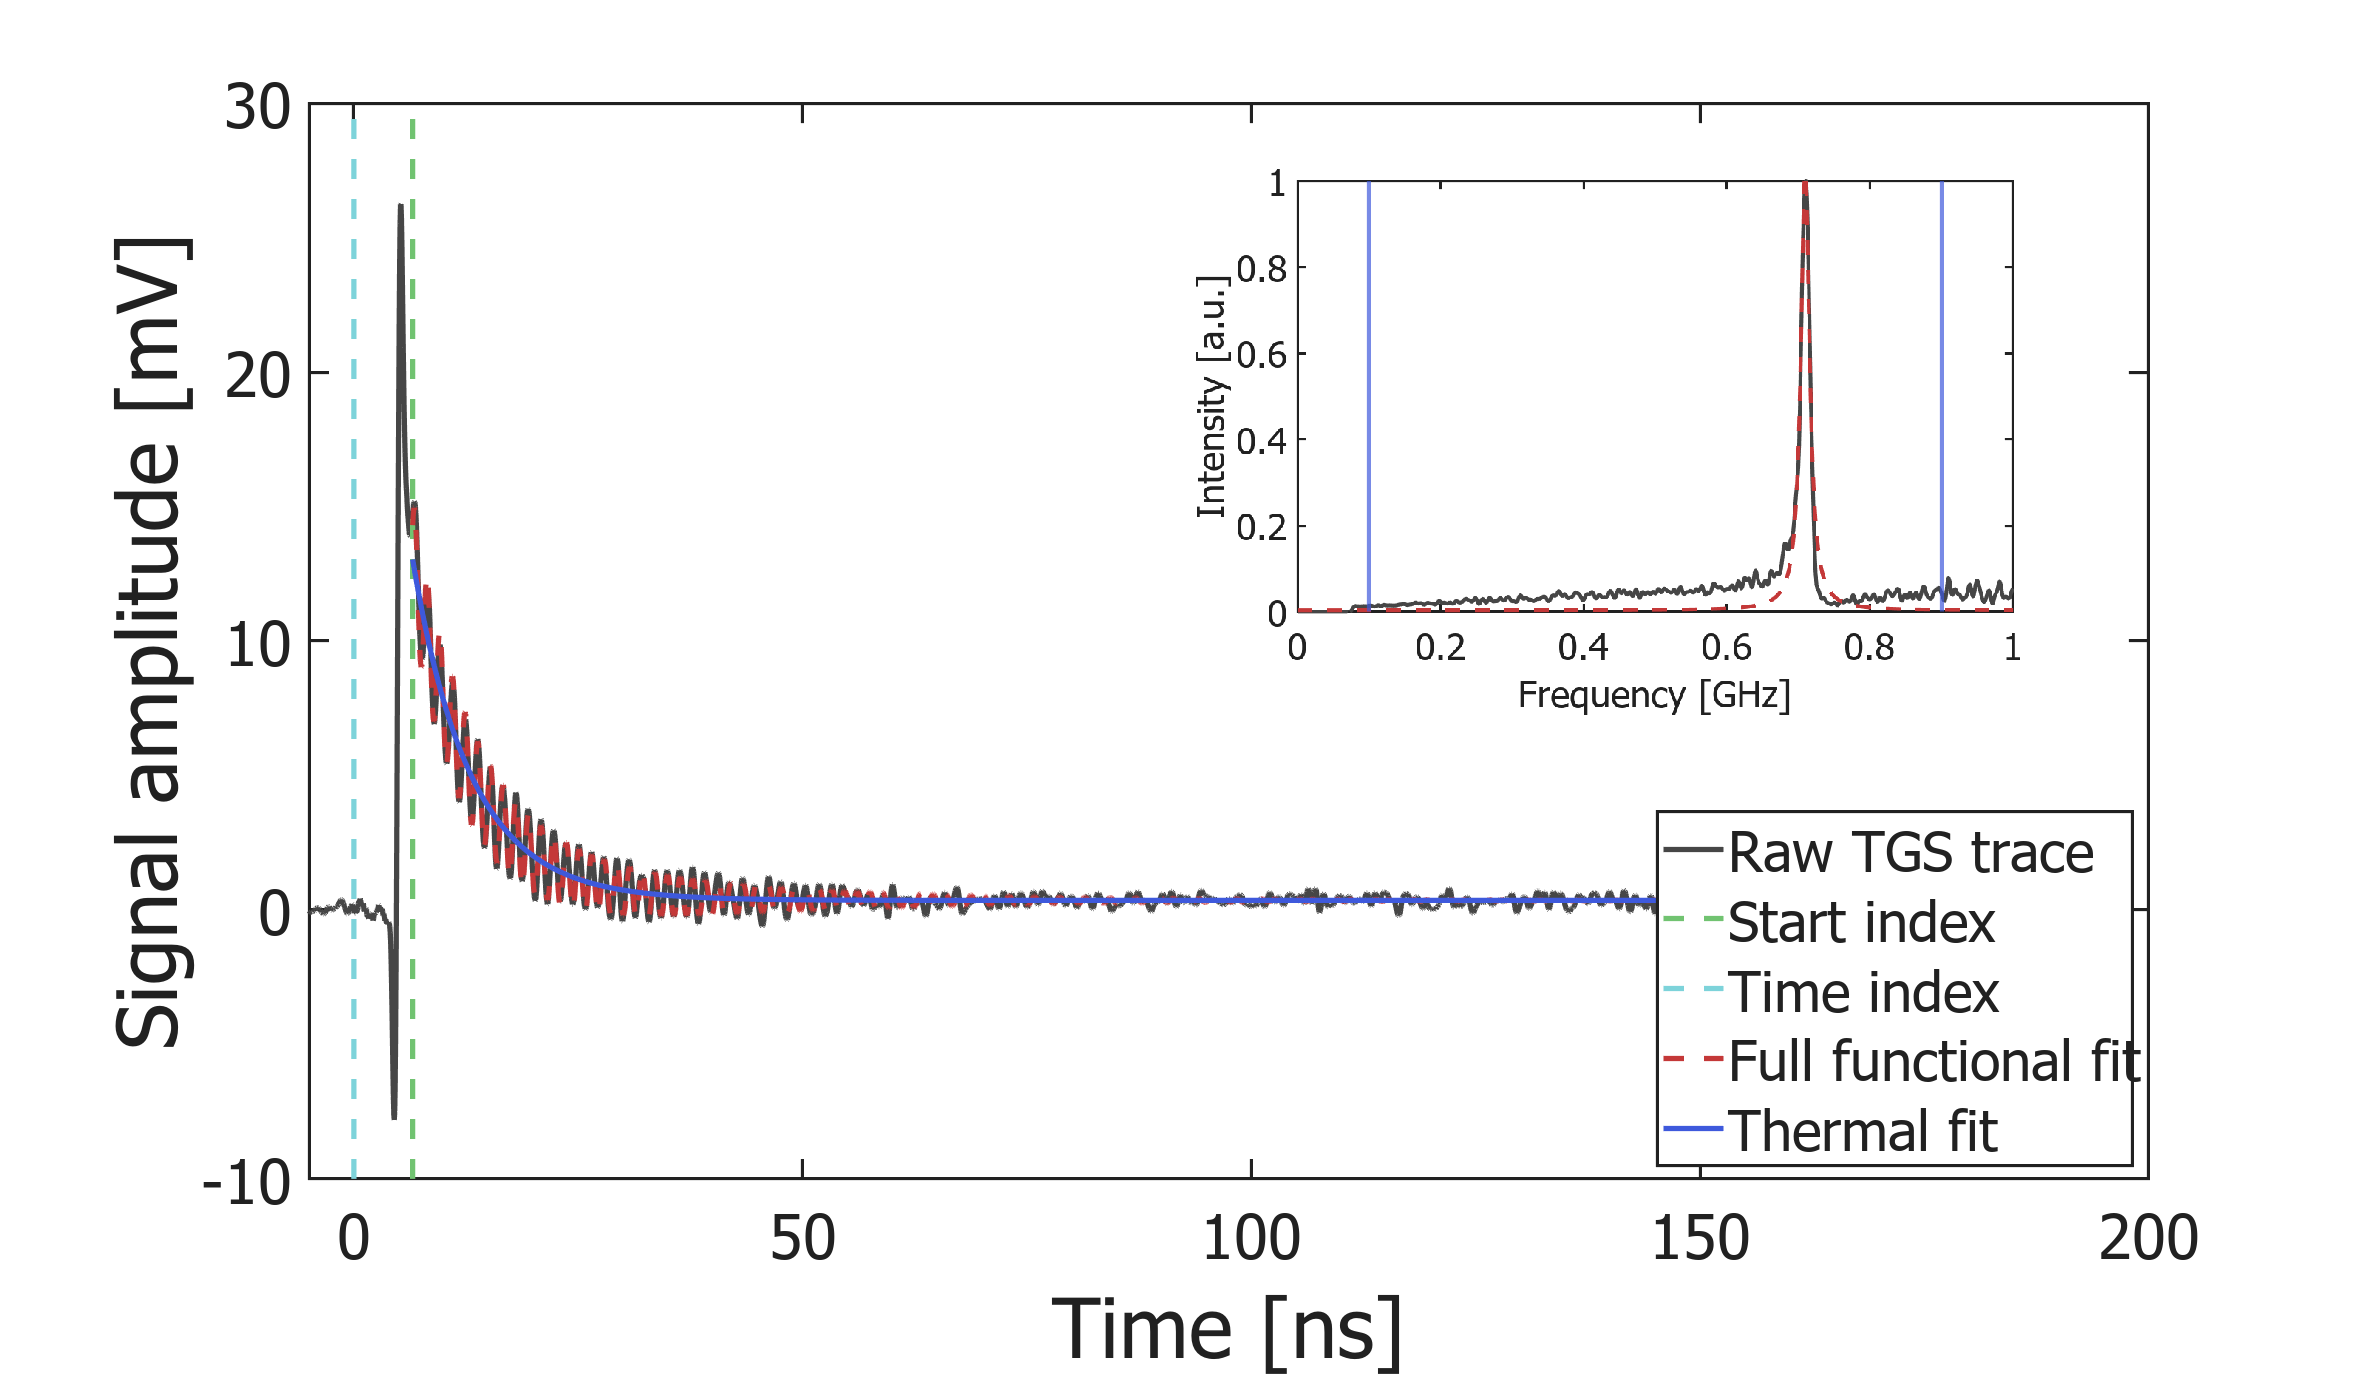 Signal amplitude [mV]
30
20
10
0
-10
0
50
100
150
200
Time [ns]
Intensity [a.u.]
1
0.8
0.6
0.4
0.2
0
0
0.2
0.4
0.6
0.8
1
Frequency [GHz]
Raw TGS trace
Start index
Time index
Full functional fit
Thermal fit